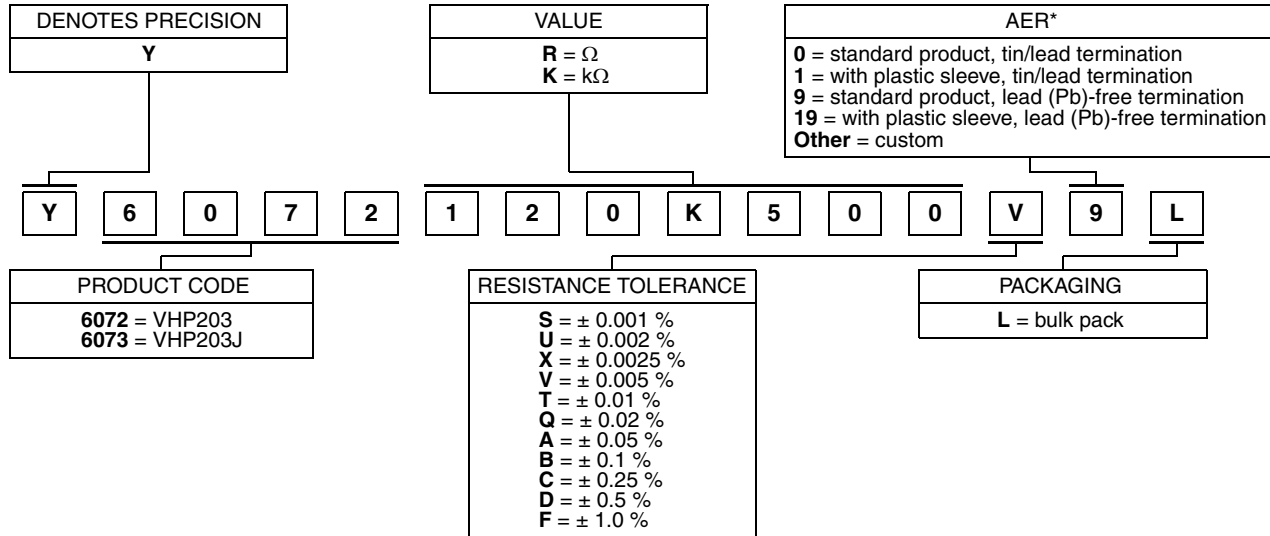 DENOTES PRECISION
Y
VALUE
R = Ω
K = kΩ
AER*
0 = standard product, tin/lead termination
1 = with plastic sleeve, tin/lead termination
9 = standard product, lead (Pb)-free termination
19 = with plastic sleeve, lead (Pb)-free termination
Other = custom
Y 6 0 7 2 1 2 0 K 5 0 0 V 9 L
PRODUCT CODE
6072 = VHP203
6073 = VHP203J
RESISTANCE TOLERANCE
S = ± 0.001 %
U = ± 0.002 %
X = ± 0.0025 %
V = ± 0.005 %
T = ± 0.01 %
Q = ± 0.02 %
A = ± 0.05 %
B = ± 0.1 %
C = ± 0.25 %
D = ± 0.5 %
F = ± 1.0 %
PACKAGING
L = bulk pack